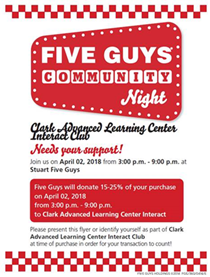 FIVE GUYS
COMMUNITY
Night
Clark Advanced Learning Center
Interact Club
Needs your support!
Join us on April 02, 2018 from 3:00 p.m. - 9:00 p.m. at
Stuart Five Guys
Five Guys will donate 15-25% of your purchase
on April 02, 2018
from 3:00 p.m. - 9:00 p.m.
to Clark Advanced Learning Center Interact
Please present this flyer or identify yourself as part of Clark
Advanced Learning Center Interact Club
at time of purchase in order for your transaction to count!